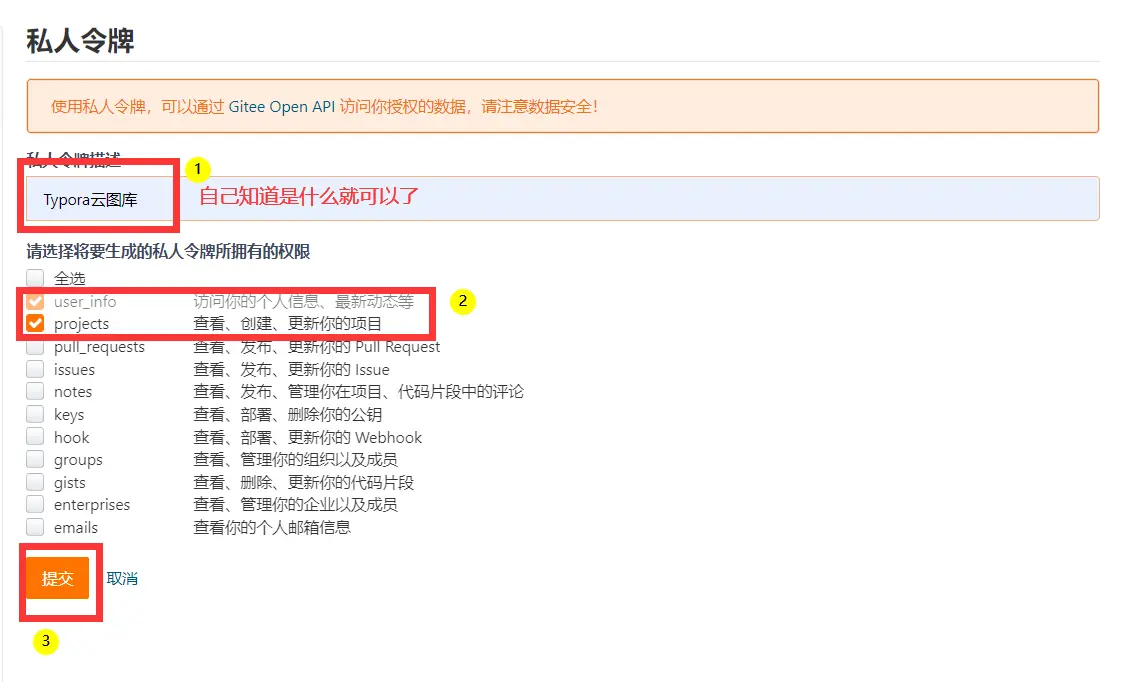 私人令牌
使用私人令牌，可以通过 Gitee Open API 访问你授权的数据，请注意数据安全！
私人令牌描述
1
Typora云图库 自己知道是什么就可以了
请选择将要生成的私人令牌所拥有的权限
全选
user_info 访问你的个人信息、最新动态等 2
projects 查看、创建、更新你的项目
pull_requests 查看、发布、更新你的 Pull Request
issues 查看、发布、更新你的 Issue
notes 查看、发布、管理你在项目、代码片段中的评论
keys 查看、部署、删除你的公钥
hook 查看、部署、更新你的 Webhook
groups 查看、管理你的组织以及成员
gists 查看、删除、更新你的代码片段
enterprises 查看、管理你的企业以及成员
emails 查看你的个人邮箱信息
提交 取消
3